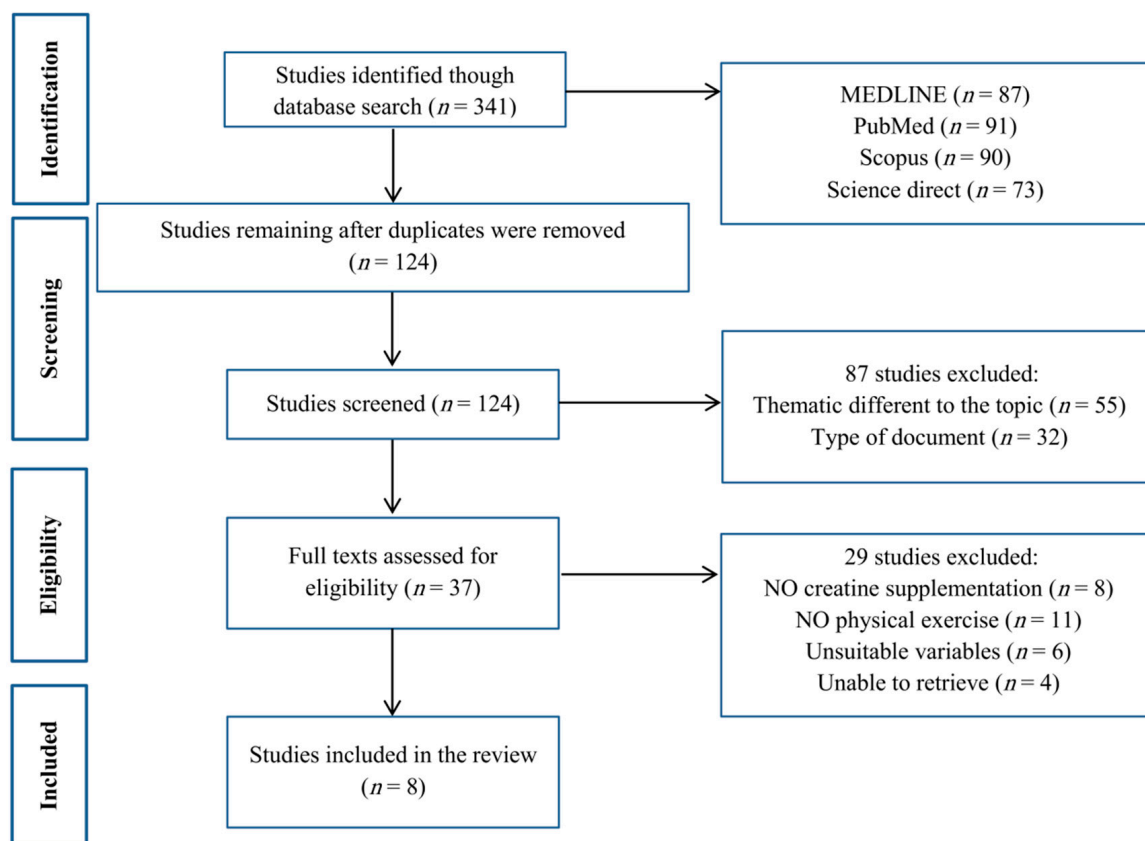 Identification
Studies identified though
database search (n = 341)
MEDLINE (n = 87)
PubMed (n = 91)
Scopus (n = 90)
Science direct (n = 73)
Screening
Studies remaining after duplicates were removed
(n = 124)
Studies screened (n = 124)
87 studies excluded:
Thematic different to the topic (n = 55)
Type of document (n = 32)
Eligibility
Full texts assessed for
eligibility (n = 37)
29 studies excluded:
NO creatine supplementation (n = 8)
NO physical exercise (n = 11)
Unsuitable variables (n = 6)
Unable to retrieve (n = 4)
Included
Studies included in the review
(n = 8)